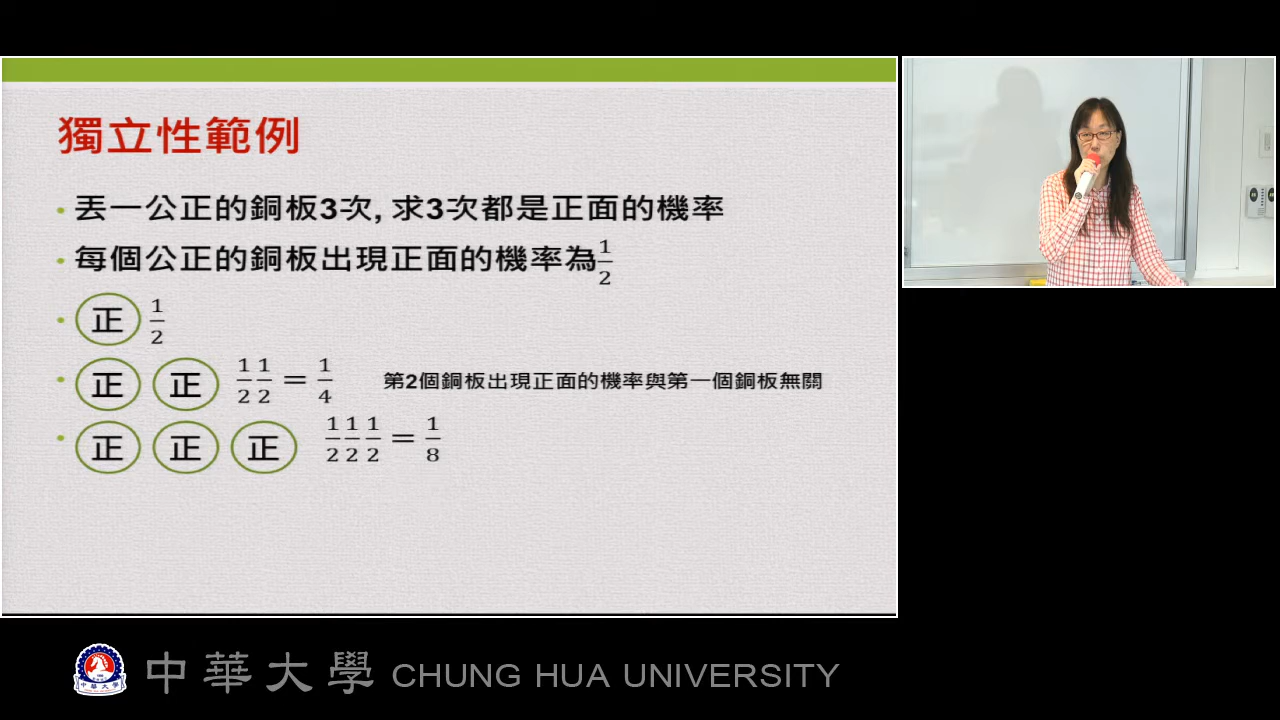 獨立性範例
• 丟一公正的銅板3次, 求3次都是正面的機率
• 每個公正的銅板出現正面的機率為 1/2
• 正 1/2
• 正 正 1/2 1/2 = 1/4 第2個銅板出現正面的機率與第一個銅板無關
• 正 正 正 1/2 1/2 1/2 = 1/8
中華大學 CHUNG HUA UNIVERSITY